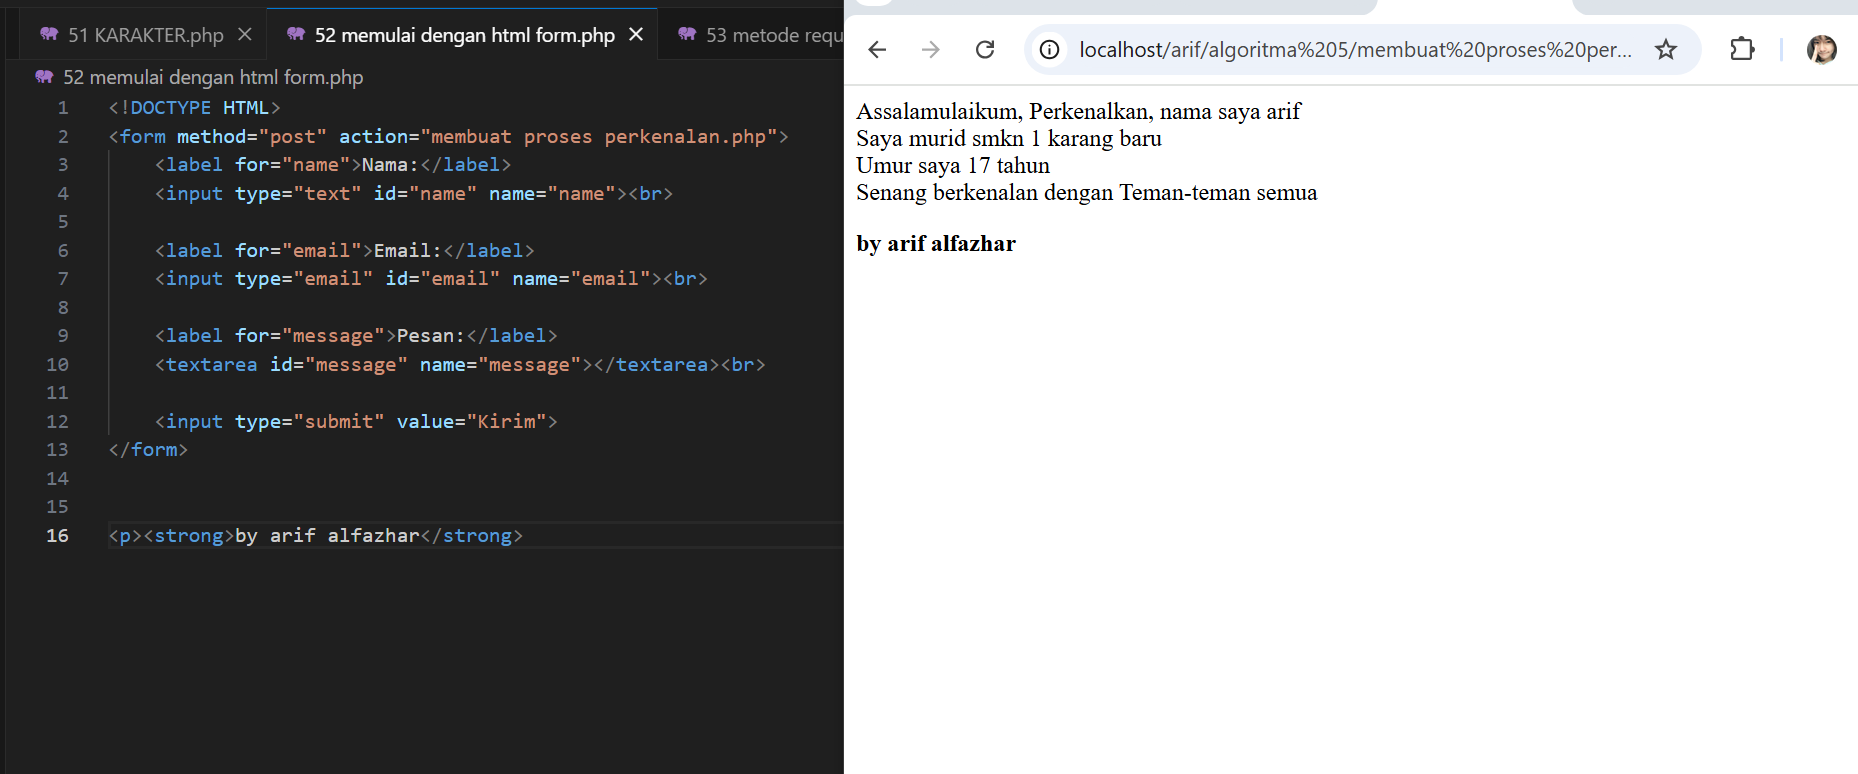 51 KARAKTER.php
52 memulai dengan html form.php
53 metode requ
52 memulai dengan html form.php
1 <!DOCTYPE HTML>
2 <form method="post" action="membuat proses perkenalan.php">
3 <label for="name">Nama:</label>
4 <input type="text" id="name" name="name"><br>
5
6 <label for="email">Email:</label>
7 <input type="email" id="email" name="email"><br>
8
9 <label for="message">Pesan:</label>
10 <textarea id="message" name="message"></textarea><br>
11
12 <input type="submit" value="Kirim">
13 </form>
14
15
16 <p><strong>by arif alfazhar</strong>
localhost/arif/algoritma%205/membuat%20proses%20per...
Assalamulaikum, Perkenalkan, nama saya arif
Saya murid smkn 1 karang baru
Umur saya 17 tahun
Senang berkenalan dengan Teman-teman semua
by arif alfazhar